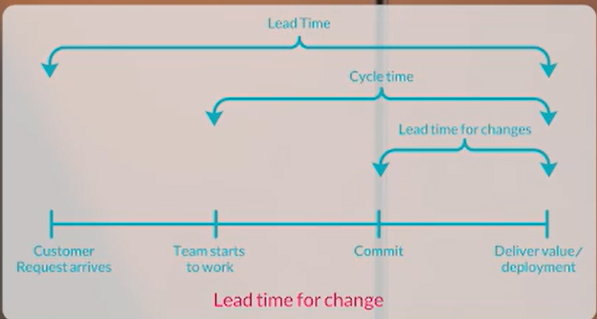 Lead Time
Cycle time
Lead time for changes
Customer
Request arrives
Team starts
to work
Commit
Deliver value/
deployment
Lead time for change